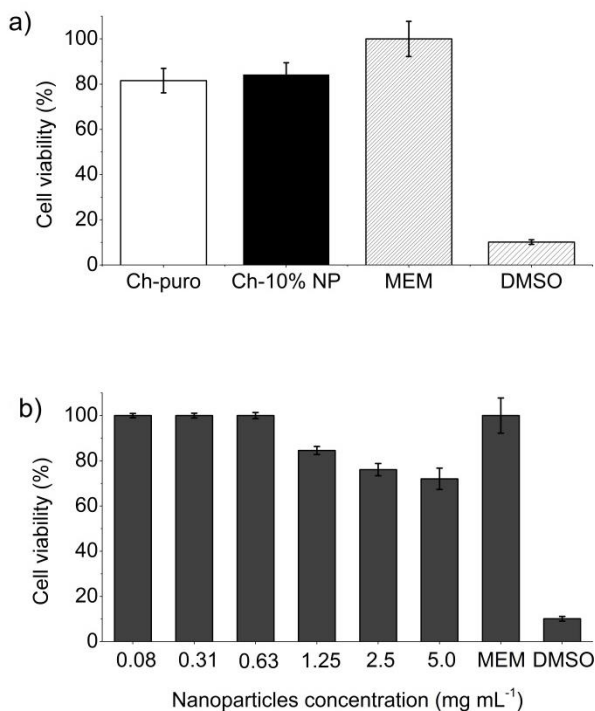 a)
Cell viability (%)
100
80
60
40
20
0
Ch-puro Ch-10% NP MEM DMSO
b)
Cell viability (%)
100
80
60
40
20
0
0.08 0.31 0.63 1.25 2.5 5.0 MEM DMSO
Nanoparticles concentration (mg mL⁻¹)